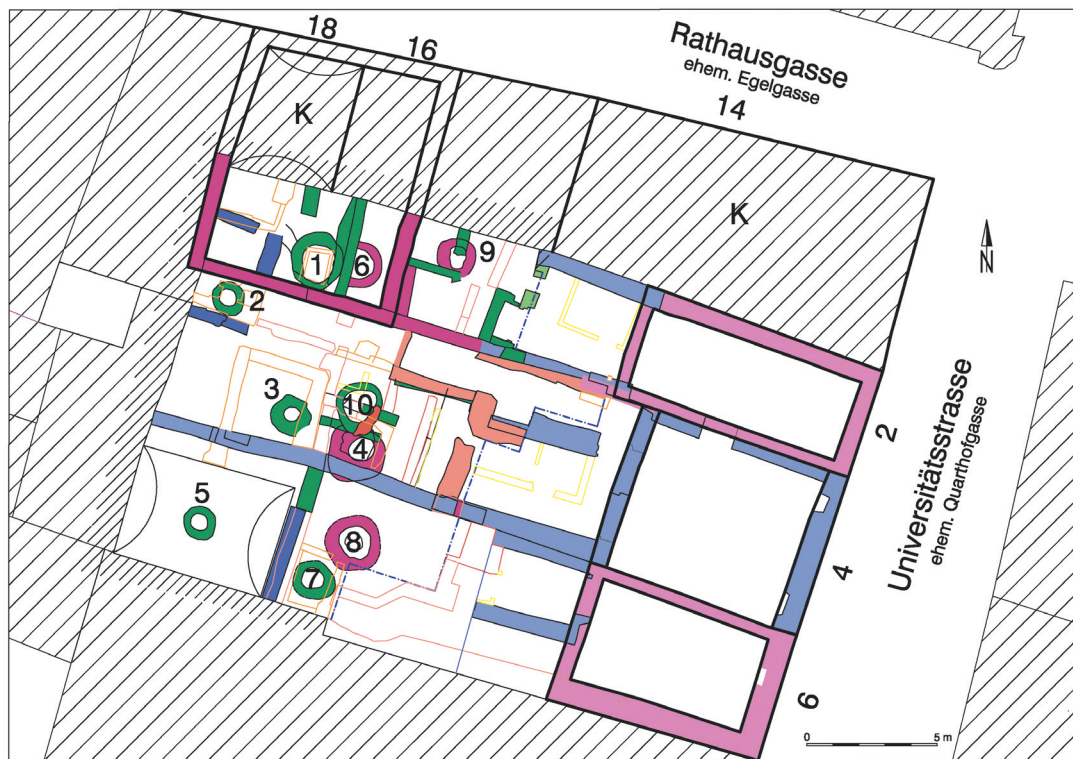 18
16
Rathausgasse
ehem. Egelgasse
14
K
K
N
1
6
9
2
3
10
4
5
8
7
2
4
6
Universitätsstrasse
ehem. Quarthofgasse
0
5 m